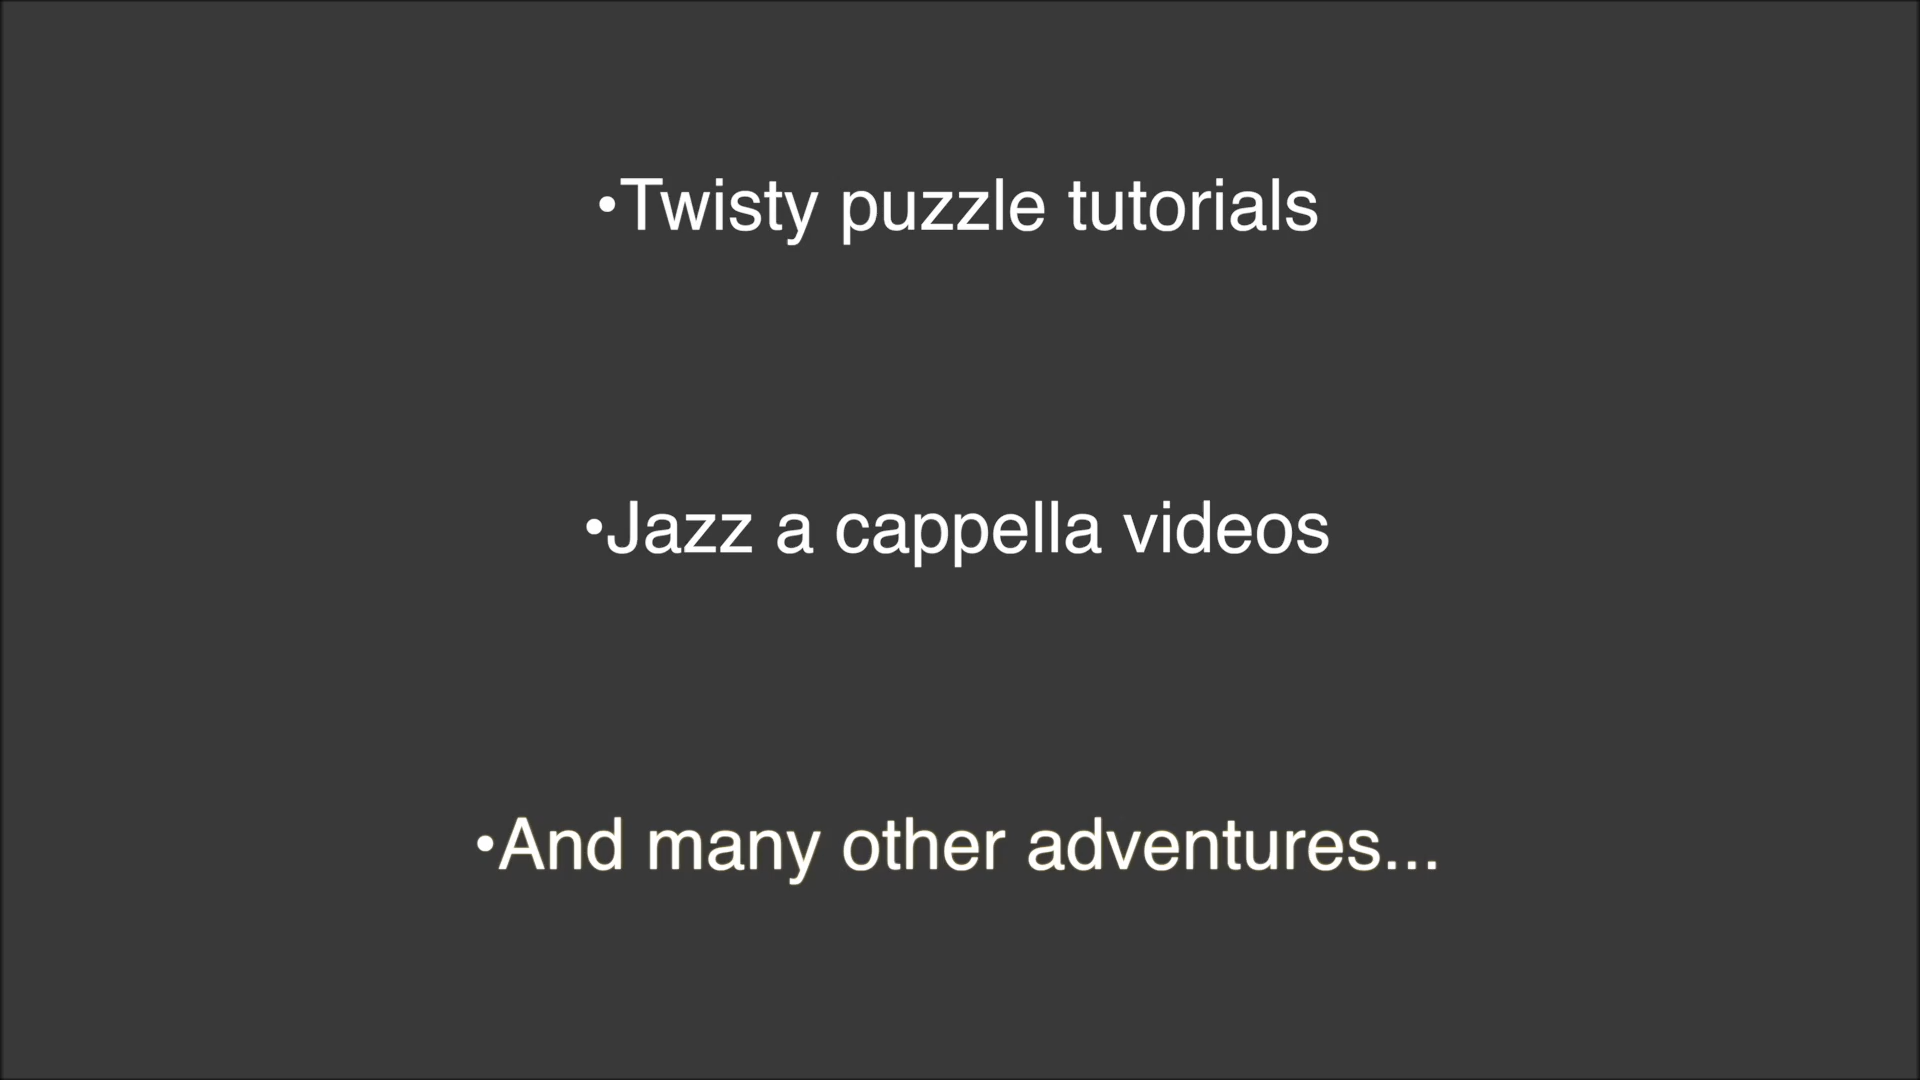 •Twisty puzzle tutorials
•Jazz a cappella videos
•And many other adventures...